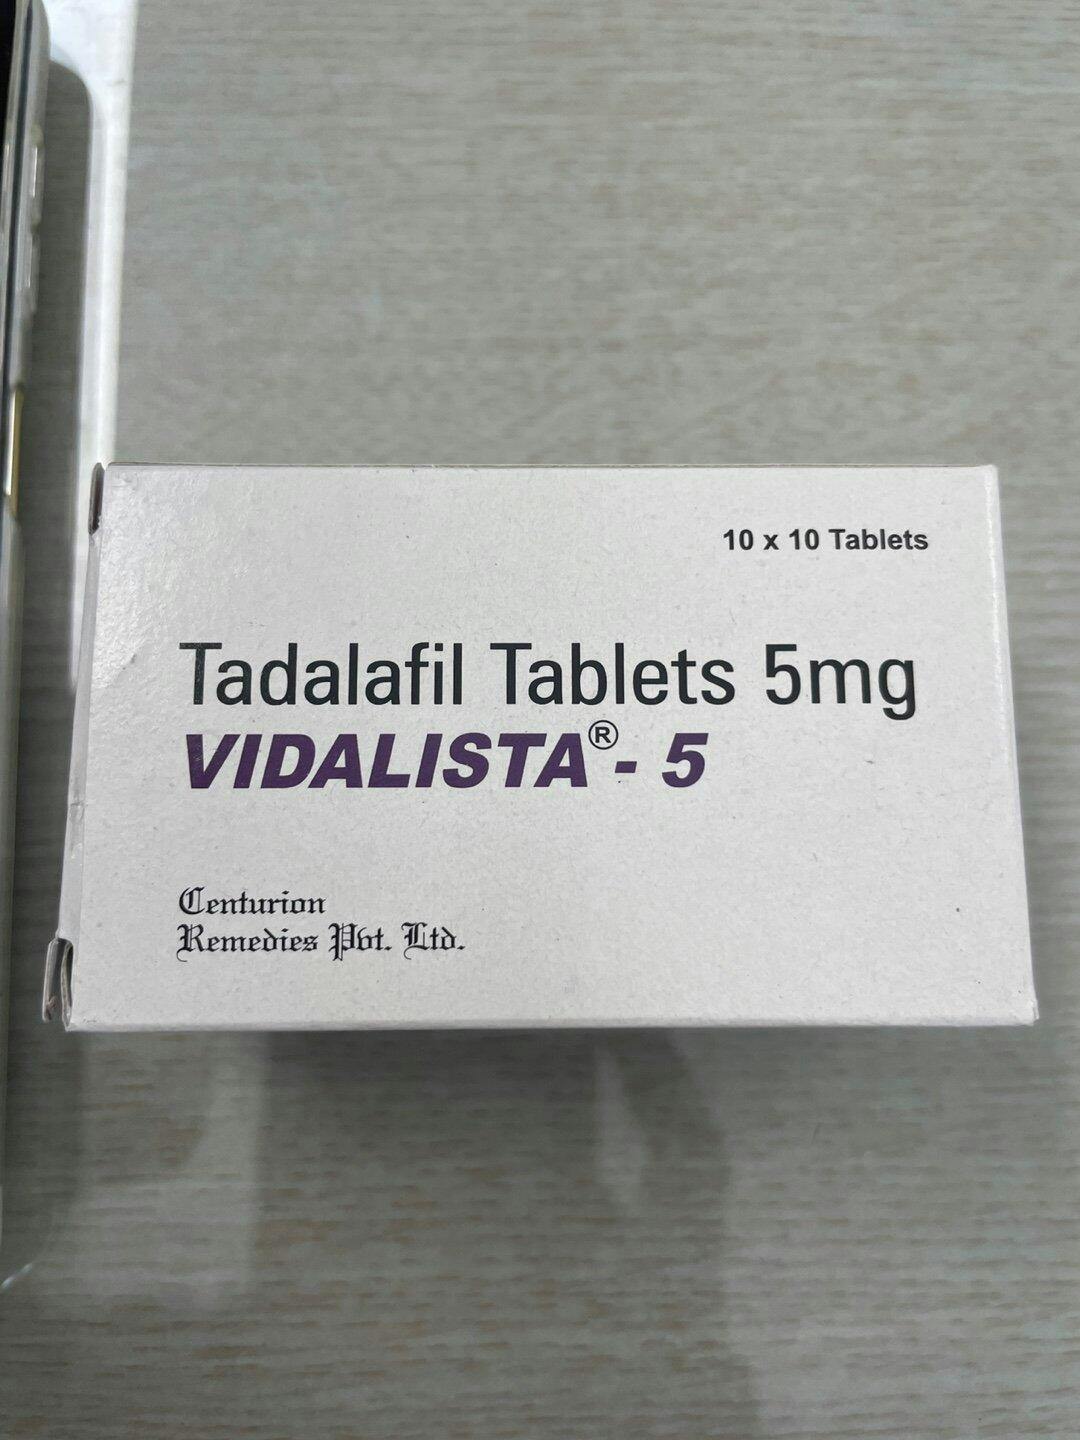 10 x 10 Tablets
Tadalafil Tablets 5mg
VIDALISTA® - 5
Centurion
Remedies Pvt. Ltd.